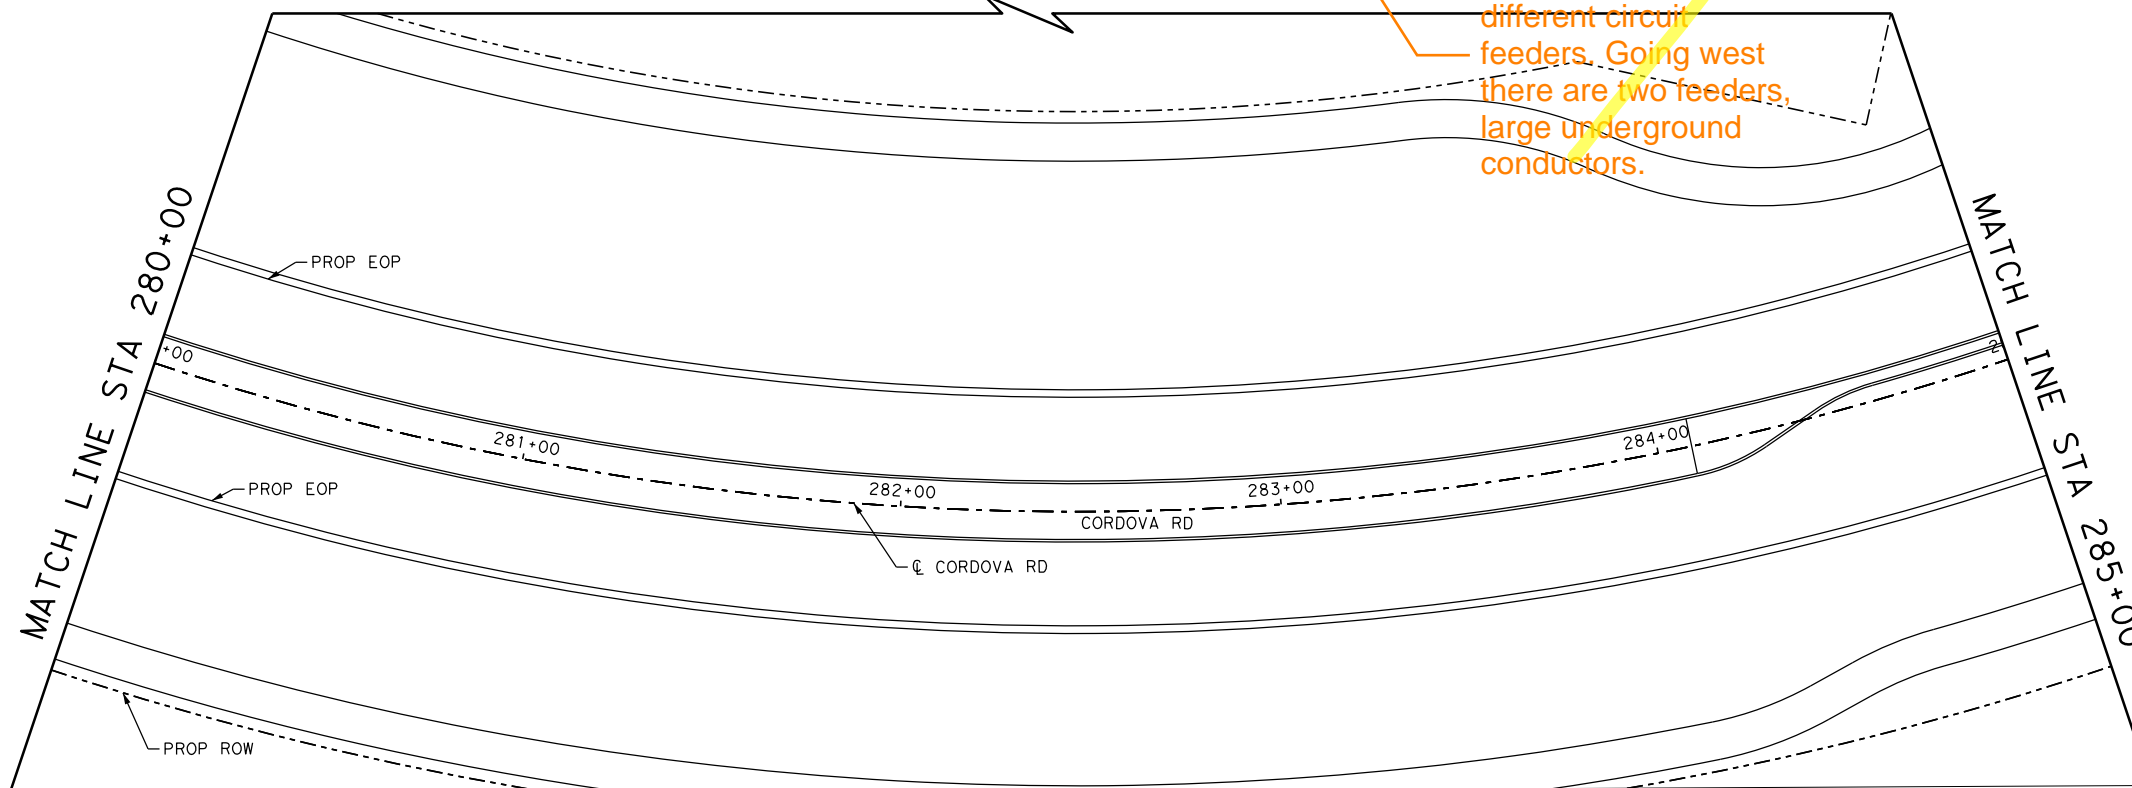 different circuit
feeders. Going west
there are two feeders,
large underground
conductors.
MATCH LINE STA 280+00
PROP EOP
+00
281+00
282+00
283+00
284+00
2
CORDOVA RD
℄ CORDOVA RD
PROP EOP
PROP ROW
MATCH LINE STA 285+00